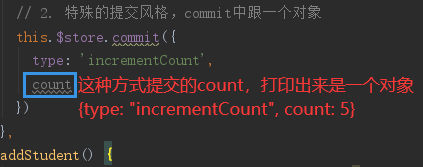 // 2. 特殊的提交风格，commit中跟一个对象
this.$store.commit({
type: 'incrementCount',
count 这种方式提交的count，打印出来是一个对象
}) {type: "incrementCount", count: 5}
},
addStudent() {